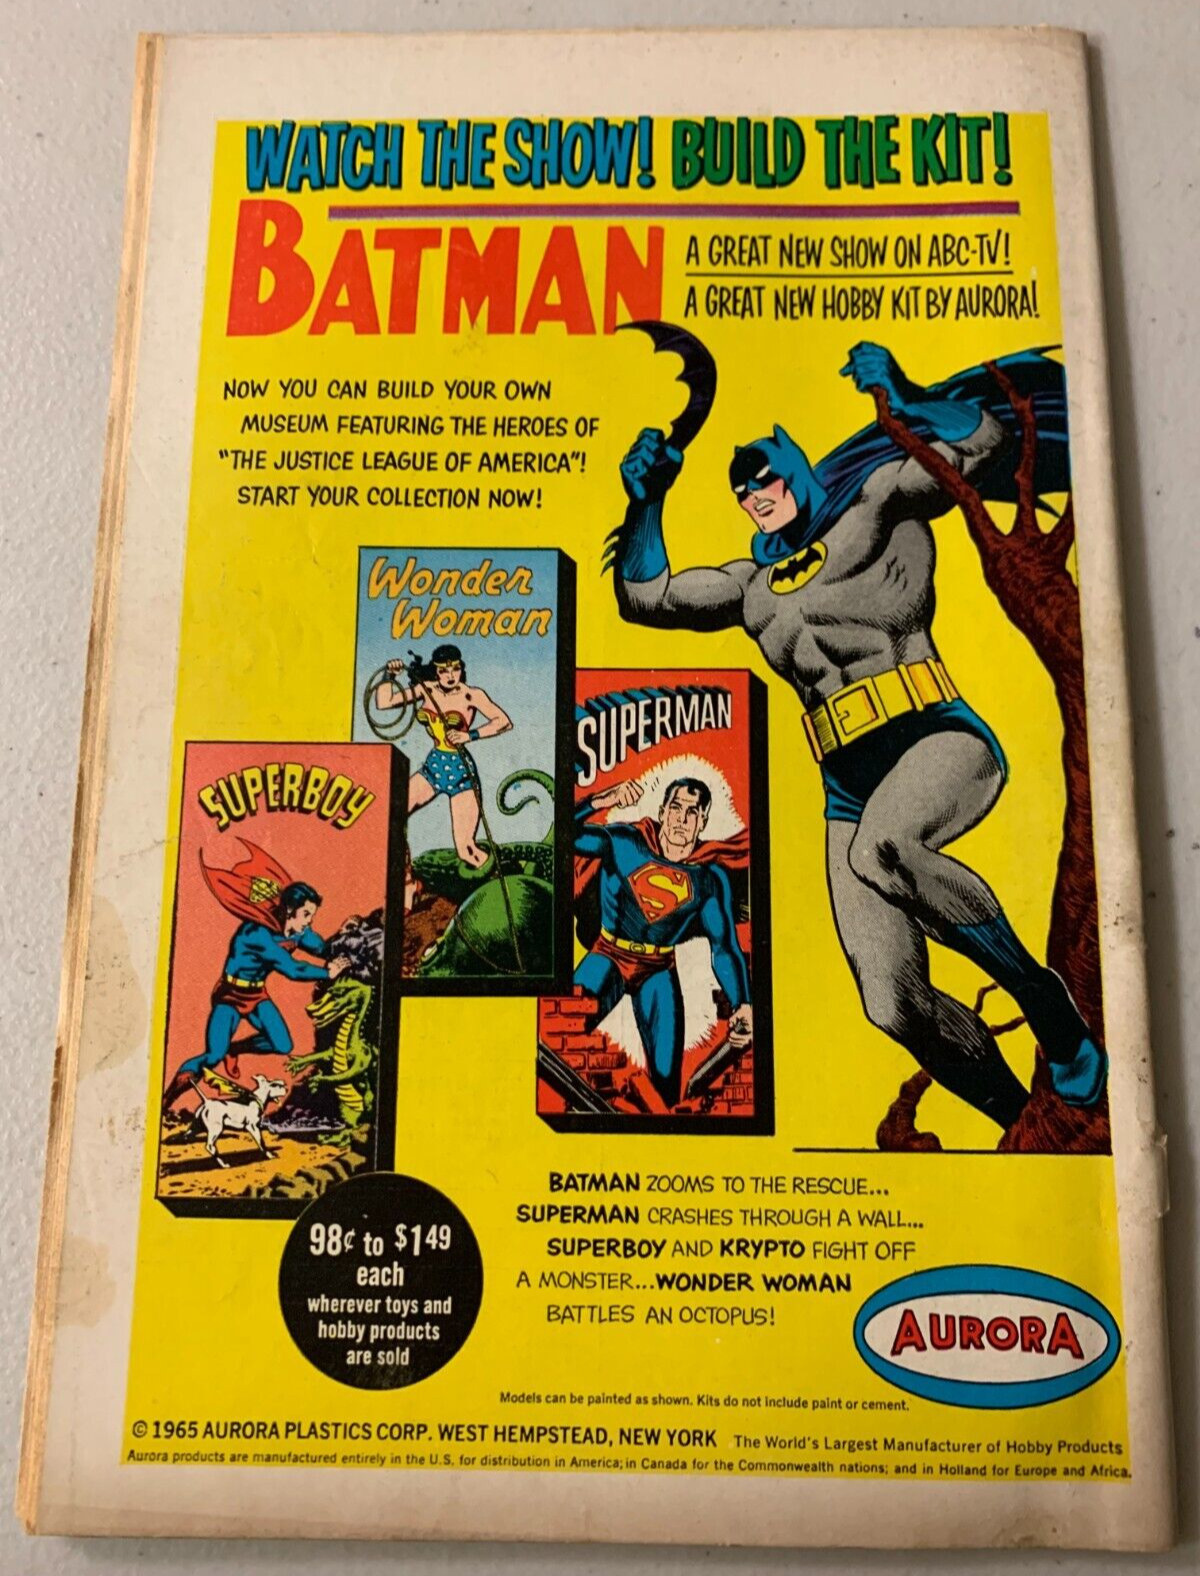 WATCH THE SHOW! BUILD THE KIT!
BATMAN
A GREAT NEW SHOW ON ABC-TV!
A GREAT NEW HOBBY KIT BY AURORA!
NOW YOU CAN BUILD YOUR OWN
MUSEUM FEATURING THE HEROES OF
"THE JUSTICE LEAGUE OF AMERICA"!
START YOUR COLLECTION NOW!
Wonder
Woman
SUPERMAN
S
SUPERBOY
BATMAN ZOOMS TO THE RESCUE...
SUPERMAN CRASHES THROUGH A WALL...
SUPERBOY AND KRYPTO FIGHT OFF
A MONSTER...WONDER WOMAN
BATTLES AN OCTOPUS!
98¢ to $149
each
wherever toys and
hobby products
are sold
AURORA
Models can be painted as shown. Kits do not include paint or cement.
© 1965 AURORA PLASTICS CORP. WEST HEMPSTEAD, NEW YORK The World's Largest Manufacturer of Hobby Products
Aurora products are manufactured entirely in the U.S. for distribution in America; in Canada for the Commonwealth nations; and in Holland for Europe and Africa.